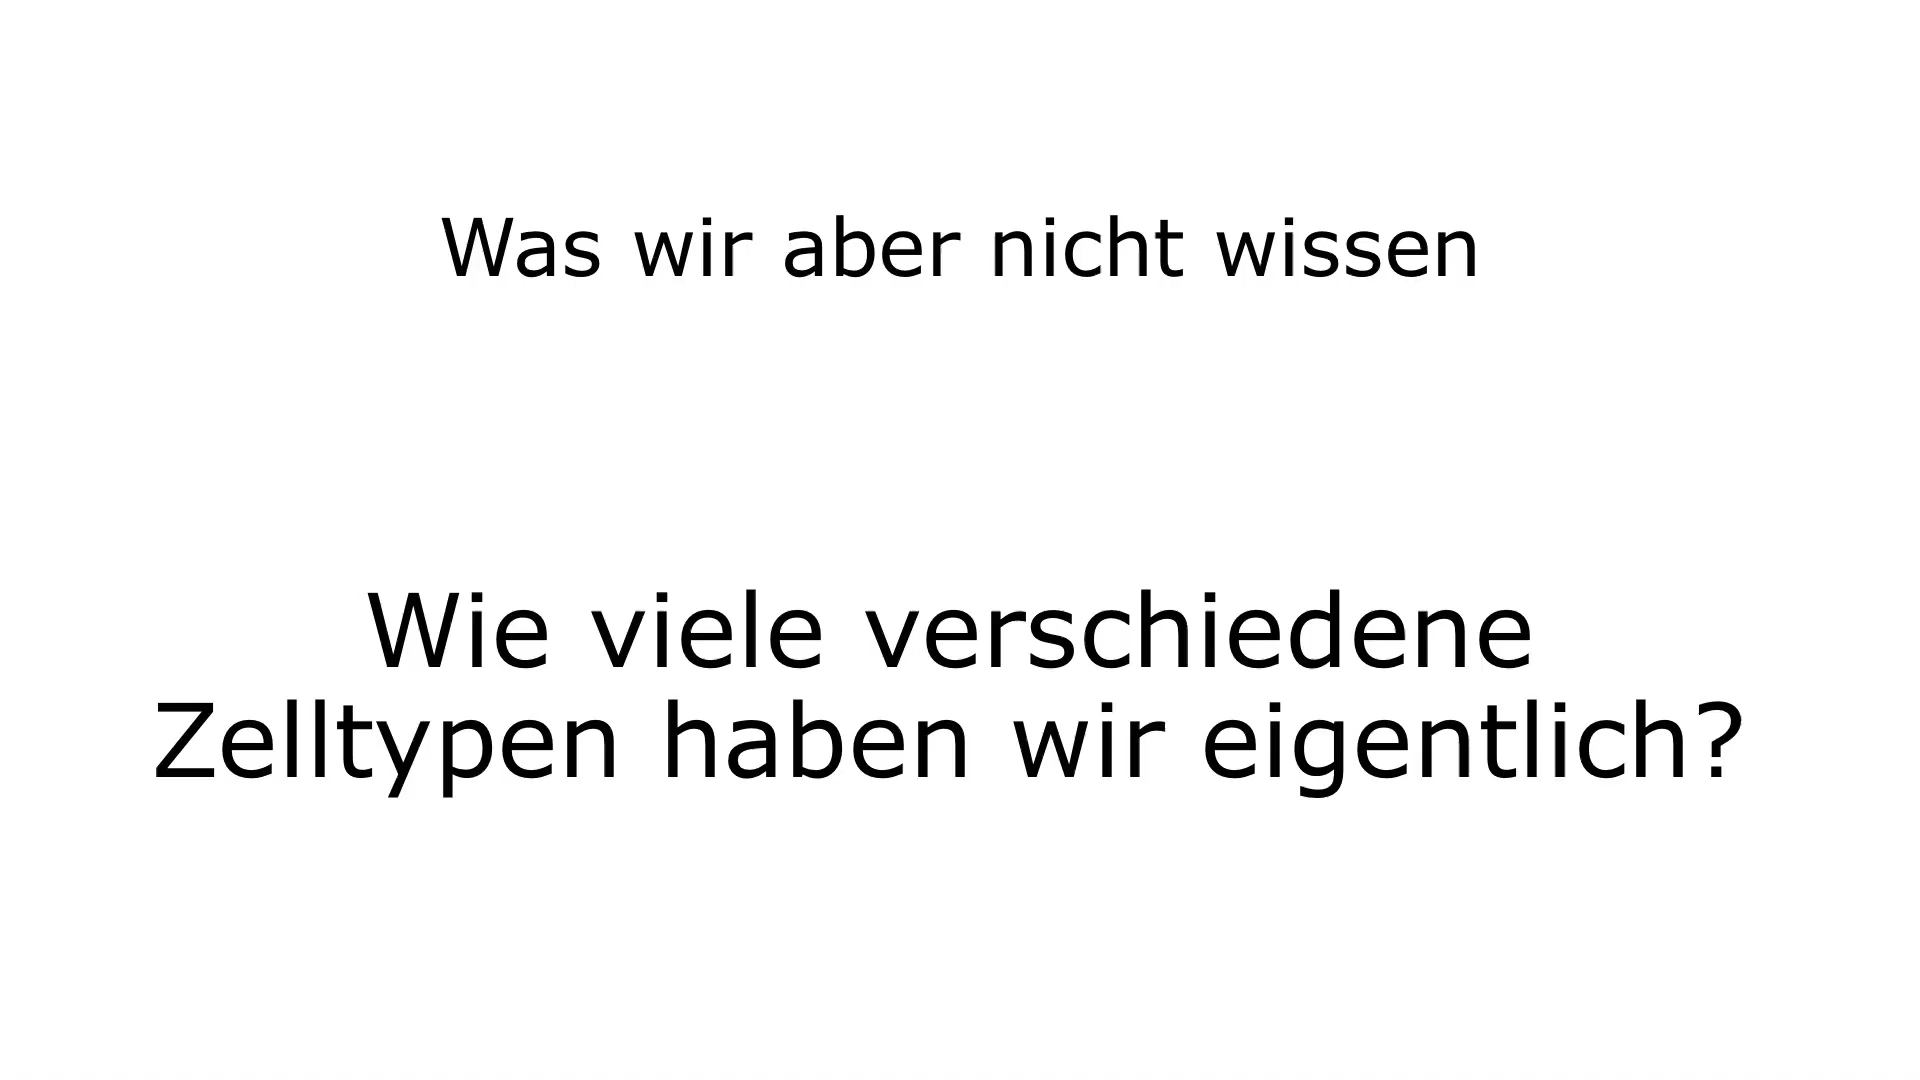 Was wir aber nicht wissen
Wie viele verschiedene
Zelltypen haben wir eigentlich?